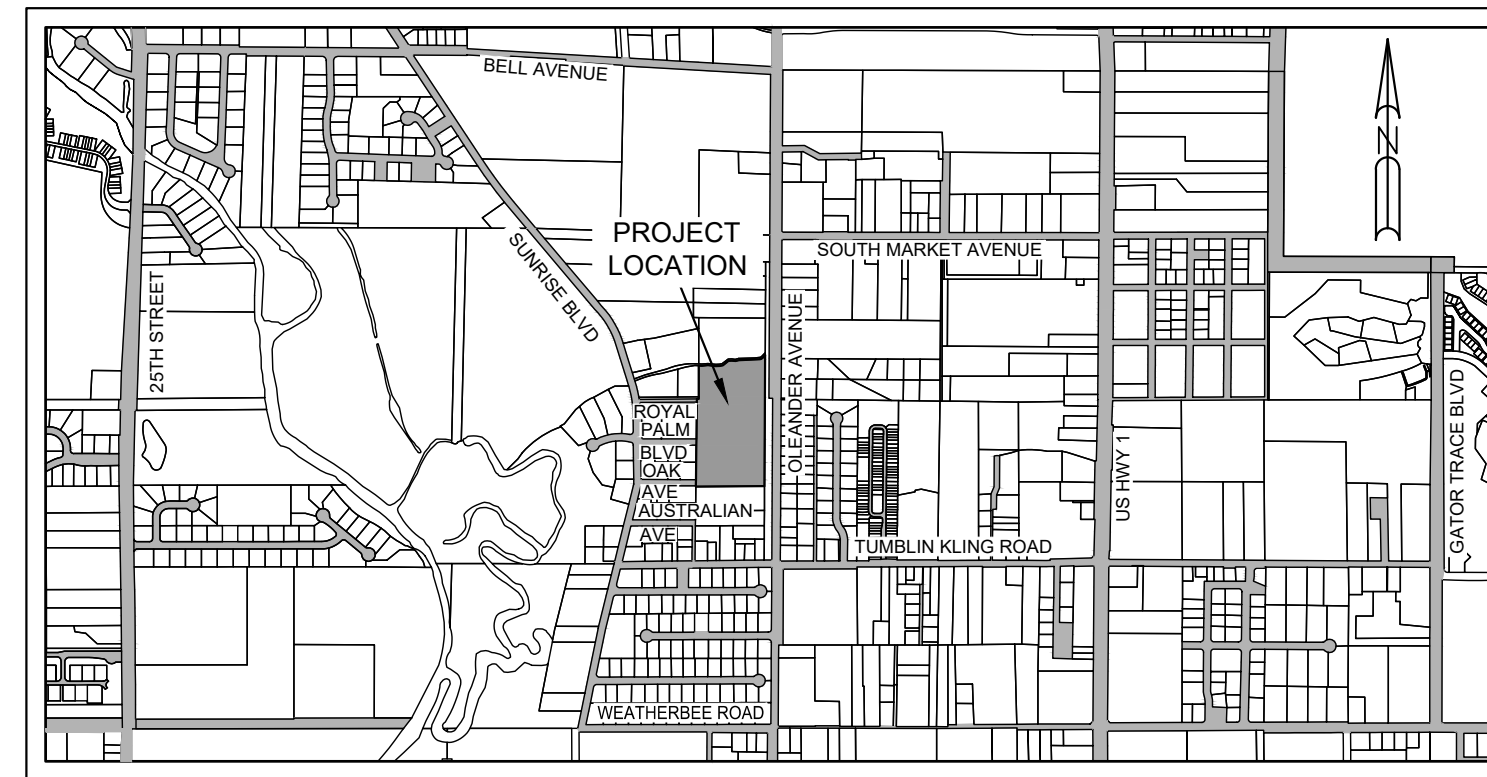 BELL AVENUE
N
PROJECT
LOCATION
SUNRISE BLVD
SOUTH MARKET AVENUE
25TH STREET
OLEANDER AVENUE
ROYAL
PALM
BLVD
OAK
AVE
AUSTRALIAN
AVE
US HWY 1
GATOR TRACE BLVD
TUMBLIN KLING ROAD
WEATHERBEE ROAD